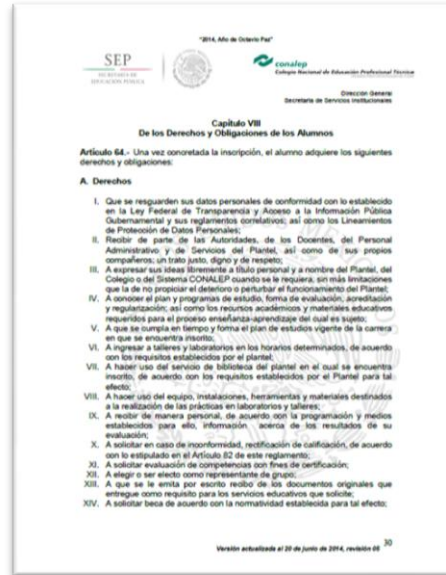 "2014, Año de Octavio Paz"
SEP
SECRETARÍA DE
EDUCACIÓN PÚBLICA
conalep
Colegio Nacional de Educación Profesional Técnica
Dirección General
Secretaría de Servicios Institucionales
Capítulo VIII
De los Derechos y Obligaciones de los Alumnos
Artículo 64.- Una vez concretada la inscripción, el alumno adquiere los siguientes
derechos y obligaciones:
A. Derechos
I. Que se resguarden sus datos personales de conformidad con lo establecido
en la Ley Federal de Transparencia y Acceso a la Información Pública
Gubernamental y sus reglamentos correlativos; así como los Lineamientos
de Protección de Datos Personales;
II. Recibir de parte de las Autoridades, de los Docentes, del Personal
Administrativo y de Servicios del Plantel, así como de sus propios
compañeros, un trato justo, digno y de respeto;
III. A expresar sus ideas libremente a título personal y a nombre del Plantel, del
Colegio o del Sistema CONALEP cuando se le requiera, sin más limitaciones
que la de no propiciar el deterioro o perturbar el funcionamiento del Plantel;
IV. A conocer el plan y programas de estudio, forma de evaluación, acreditación
y regularización; así como los recursos académicos y materiales educativos
requeridos para el proceso enseñanza-aprendizaje del cual es sujeto;
V. A que se cumpla en tiempo y forma el plan de estudios vigente de la carrera
en que se encuentra inscrito;
VI. A ingresar a talleres y laboratorios en los horarios determinados, de acuerdo
con los requisitos establecidos por el plantel;
VII. A hacer uso del servicio de biblioteca del plantel en el cual se encuentra
inscrito, de acuerdo con los requisitos establecidos por el Plantel para tal
efecto;
VIII. A hacer uso del equipo, instalaciones, herramientas y materiales destinados
a la realización de las prácticas en laboratorios y talleres;
IX. A recibir de manera personal, de acuerdo con la programación y medios
establecidos para ello, información acerca de los resultados de su
evaluación;
X. A solicitar en caso de inconformidad, rectificación de calificación, de acuerdo
con lo estipulado en el Artículo 82 de este reglamento;
XI. A solicitar evaluación de competencias con fines de certificación;
XII. A elegir o ser electo como representante de grupo;
XIII. A que se le emita por escrito recibo de los documentos originales que
entregue como requisito para los servicios educativos que solicite;
XIV. A solicitar beca de acuerdo con la normatividad establecida para tal efecto;
30
Versión actualizada al 20 de junio de 2014, revisión 05